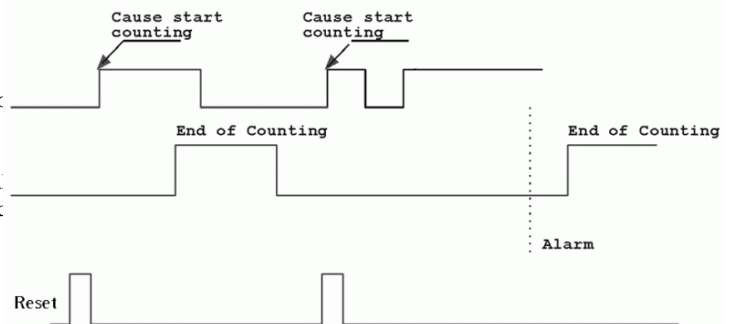 Cause start
counting
Cause start
counting
End of Counting
End of Counting
Alarm
Reset